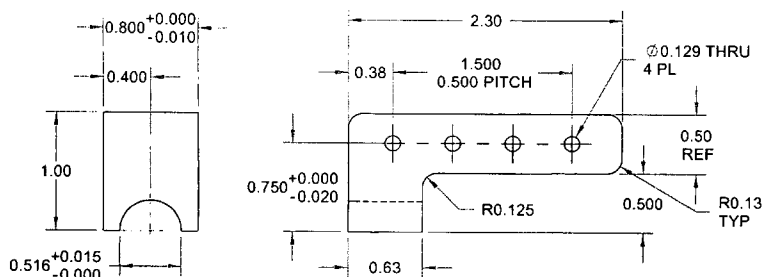 0.800 +0.000
-0.010
2.30
0.400
0.38
1.500
0.500 PITCH
Ø0.129 THRU
4 PL
1.00
0.50
REF
0.750 +0.000
-0.020
R0.125
0.500
R0.13
TYP
0.516 +0.015
-0.000
0.63